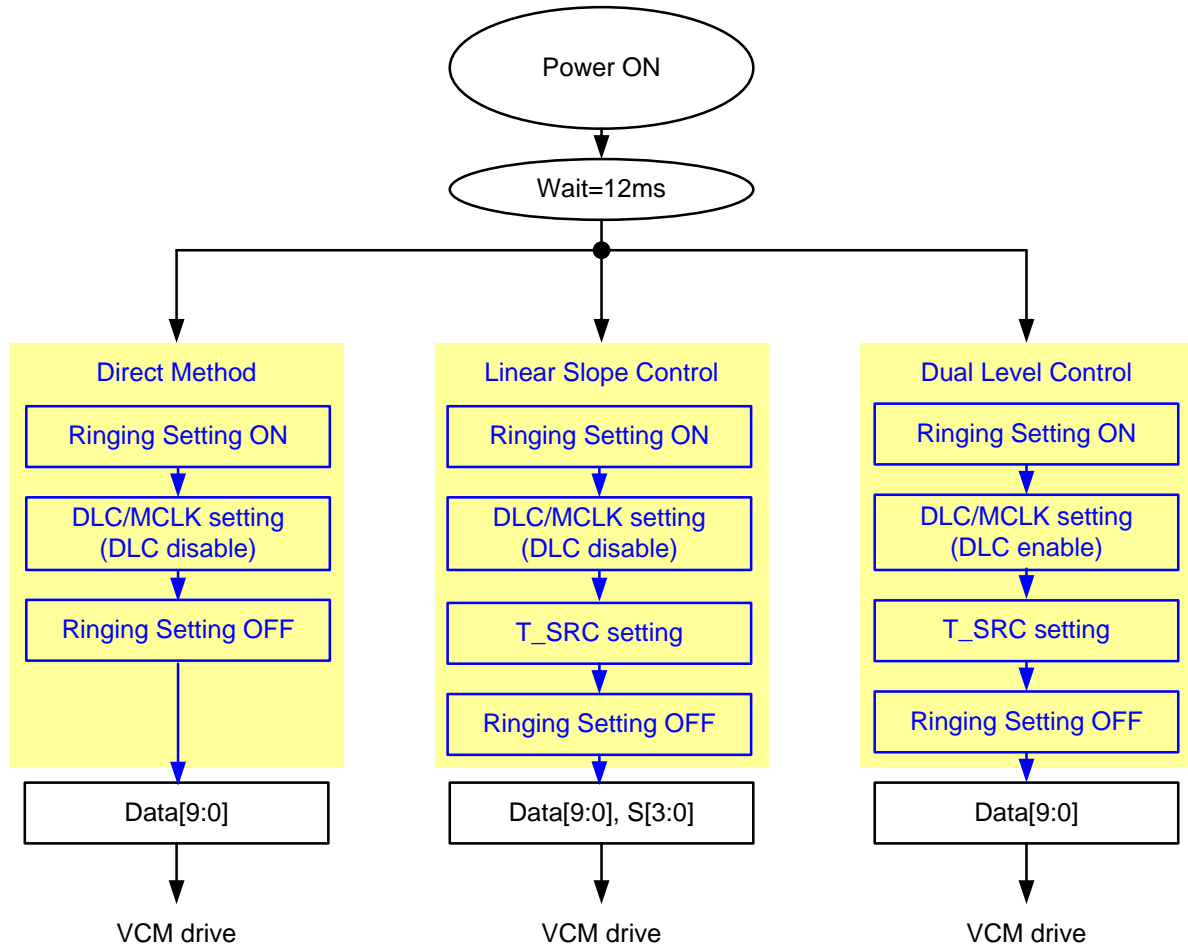 Power ON
Wait=12ms
Direct Method
Ringing Setting ON
DLC/MCLK setting
(DLC disable)
Ringing Setting OFF
Data[9:0]
VCM drive
Linear Slope Control
Ringing Setting ON
DLC/MCLK setting
(DLC disable)
T_SRC setting
Ringing Setting OFF
Data[9:0], S[3:0]
VCM drive
Dual Level Control
Ringing Setting ON
DLC/MCLK setting
(DLC enable)
T_SRC setting
Ringing Setting OFF
Data[9:0]
VCM drive